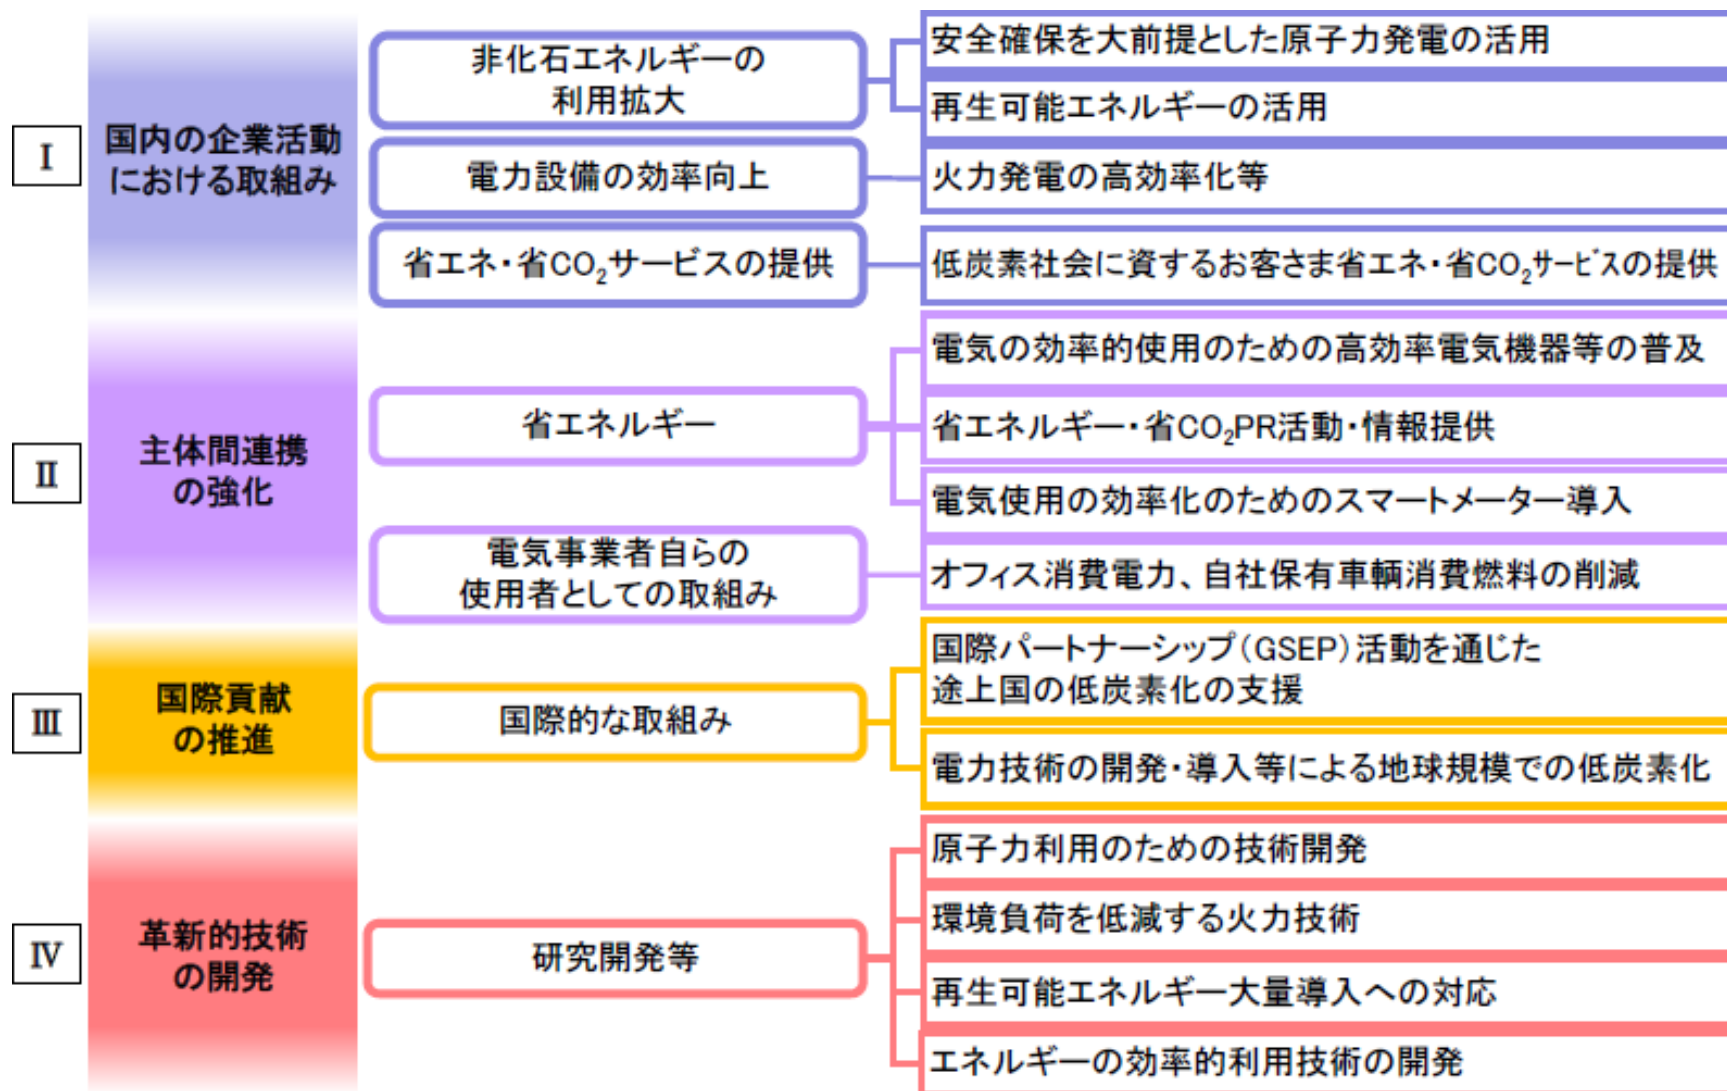 Ⅰ
国内の企業活動
における取組み
非化石エネルギーの
利用拡大
安全確保を大前提とした原子力発電の活用
再生可能エネルギーの活用
電力設備の効率向上
火力発電の高効率化等
省エネ・省CO₂サービスの提供
低炭素社会に資するお客さま省エネ・省CO₂ｻｰﾋﾞｽの提供
Ⅱ
主体間連携
の強化
省エネルギー
電気の効率的使用のための高効率電気機器等の普及
省エネルギー・省CO₂PR活動・情報提供
電気使用の効率化のためのスマートメーター導入
電気事業者自らの
使用者としての取組み
オフィス消費電力、自社保有車輌消費燃料の削減
Ⅲ
国際貢献
の推進
国際的な取組み
国際パートナーシップ（GSEP）活動を通じた
途上国の低炭素化の支援
電力技術の開発・導入等による地球規模での低炭素化
Ⅳ
革新的技術
の開発
研究開発等
原子力利用のための技術開発
環境負荷を低減する火力技術
再生可能エネルギー大量導入への対応
エネルギーの効率的利用技術の開発